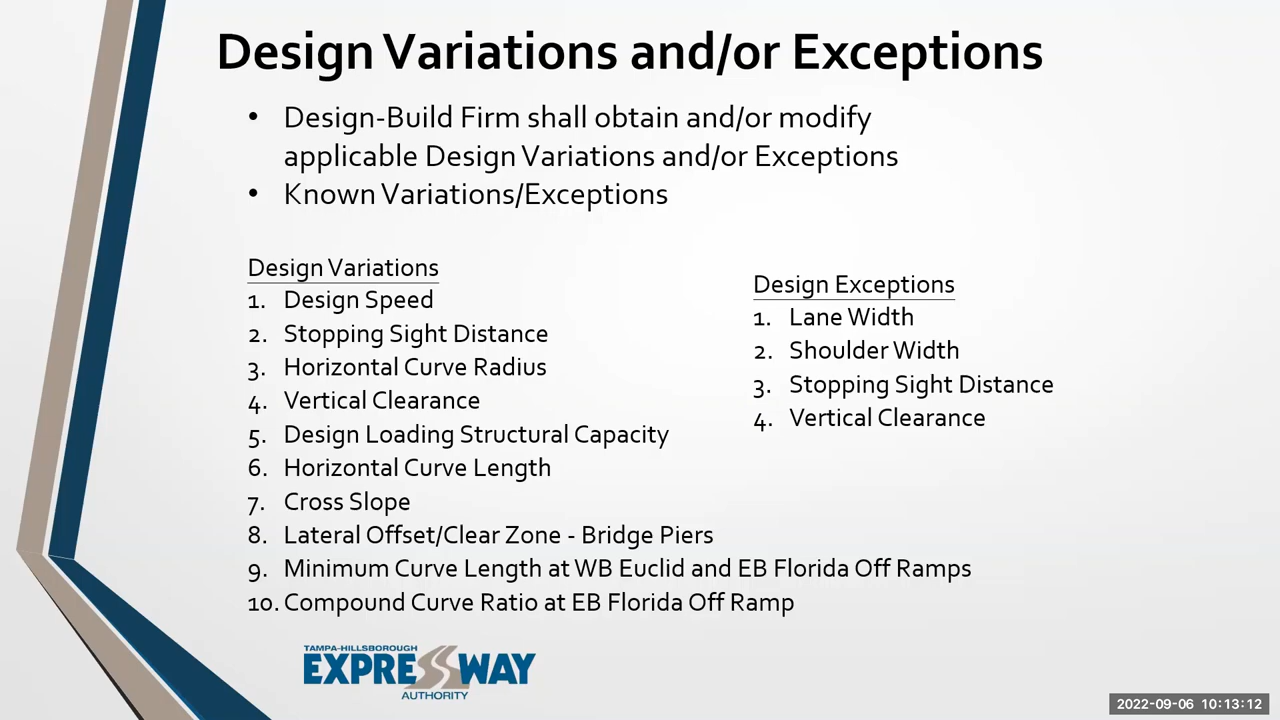 Design Variations and/or Exceptions
• Design-Build Firm shall obtain and/or modify
applicable Design Variations and/or Exceptions
• Known Variations/Exceptions
Design Variations
1. Design Speed
2. Stopping Sight Distance
3. Horizontal Curve Radius
4. Vertical Clearance
5. Design Loading Structural Capacity
6. Horizontal Curve Length
7. Cross Slope
8. Lateral Offset/Clear Zone - Bridge Piers
9. Minimum Curve Length at WB Euclid and EB Florida Off Ramps
10. Compound Curve Ratio at EB Florida Off Ramp
Design Exceptions
1. Lane Width
2. Shoulder Width
3. Stopping Sight Distance
4. Vertical Clearance
TAMPA-HILLSBOROUGH
EXPRESSWAY
AUTHORITY
2022-09-06 10:13:12